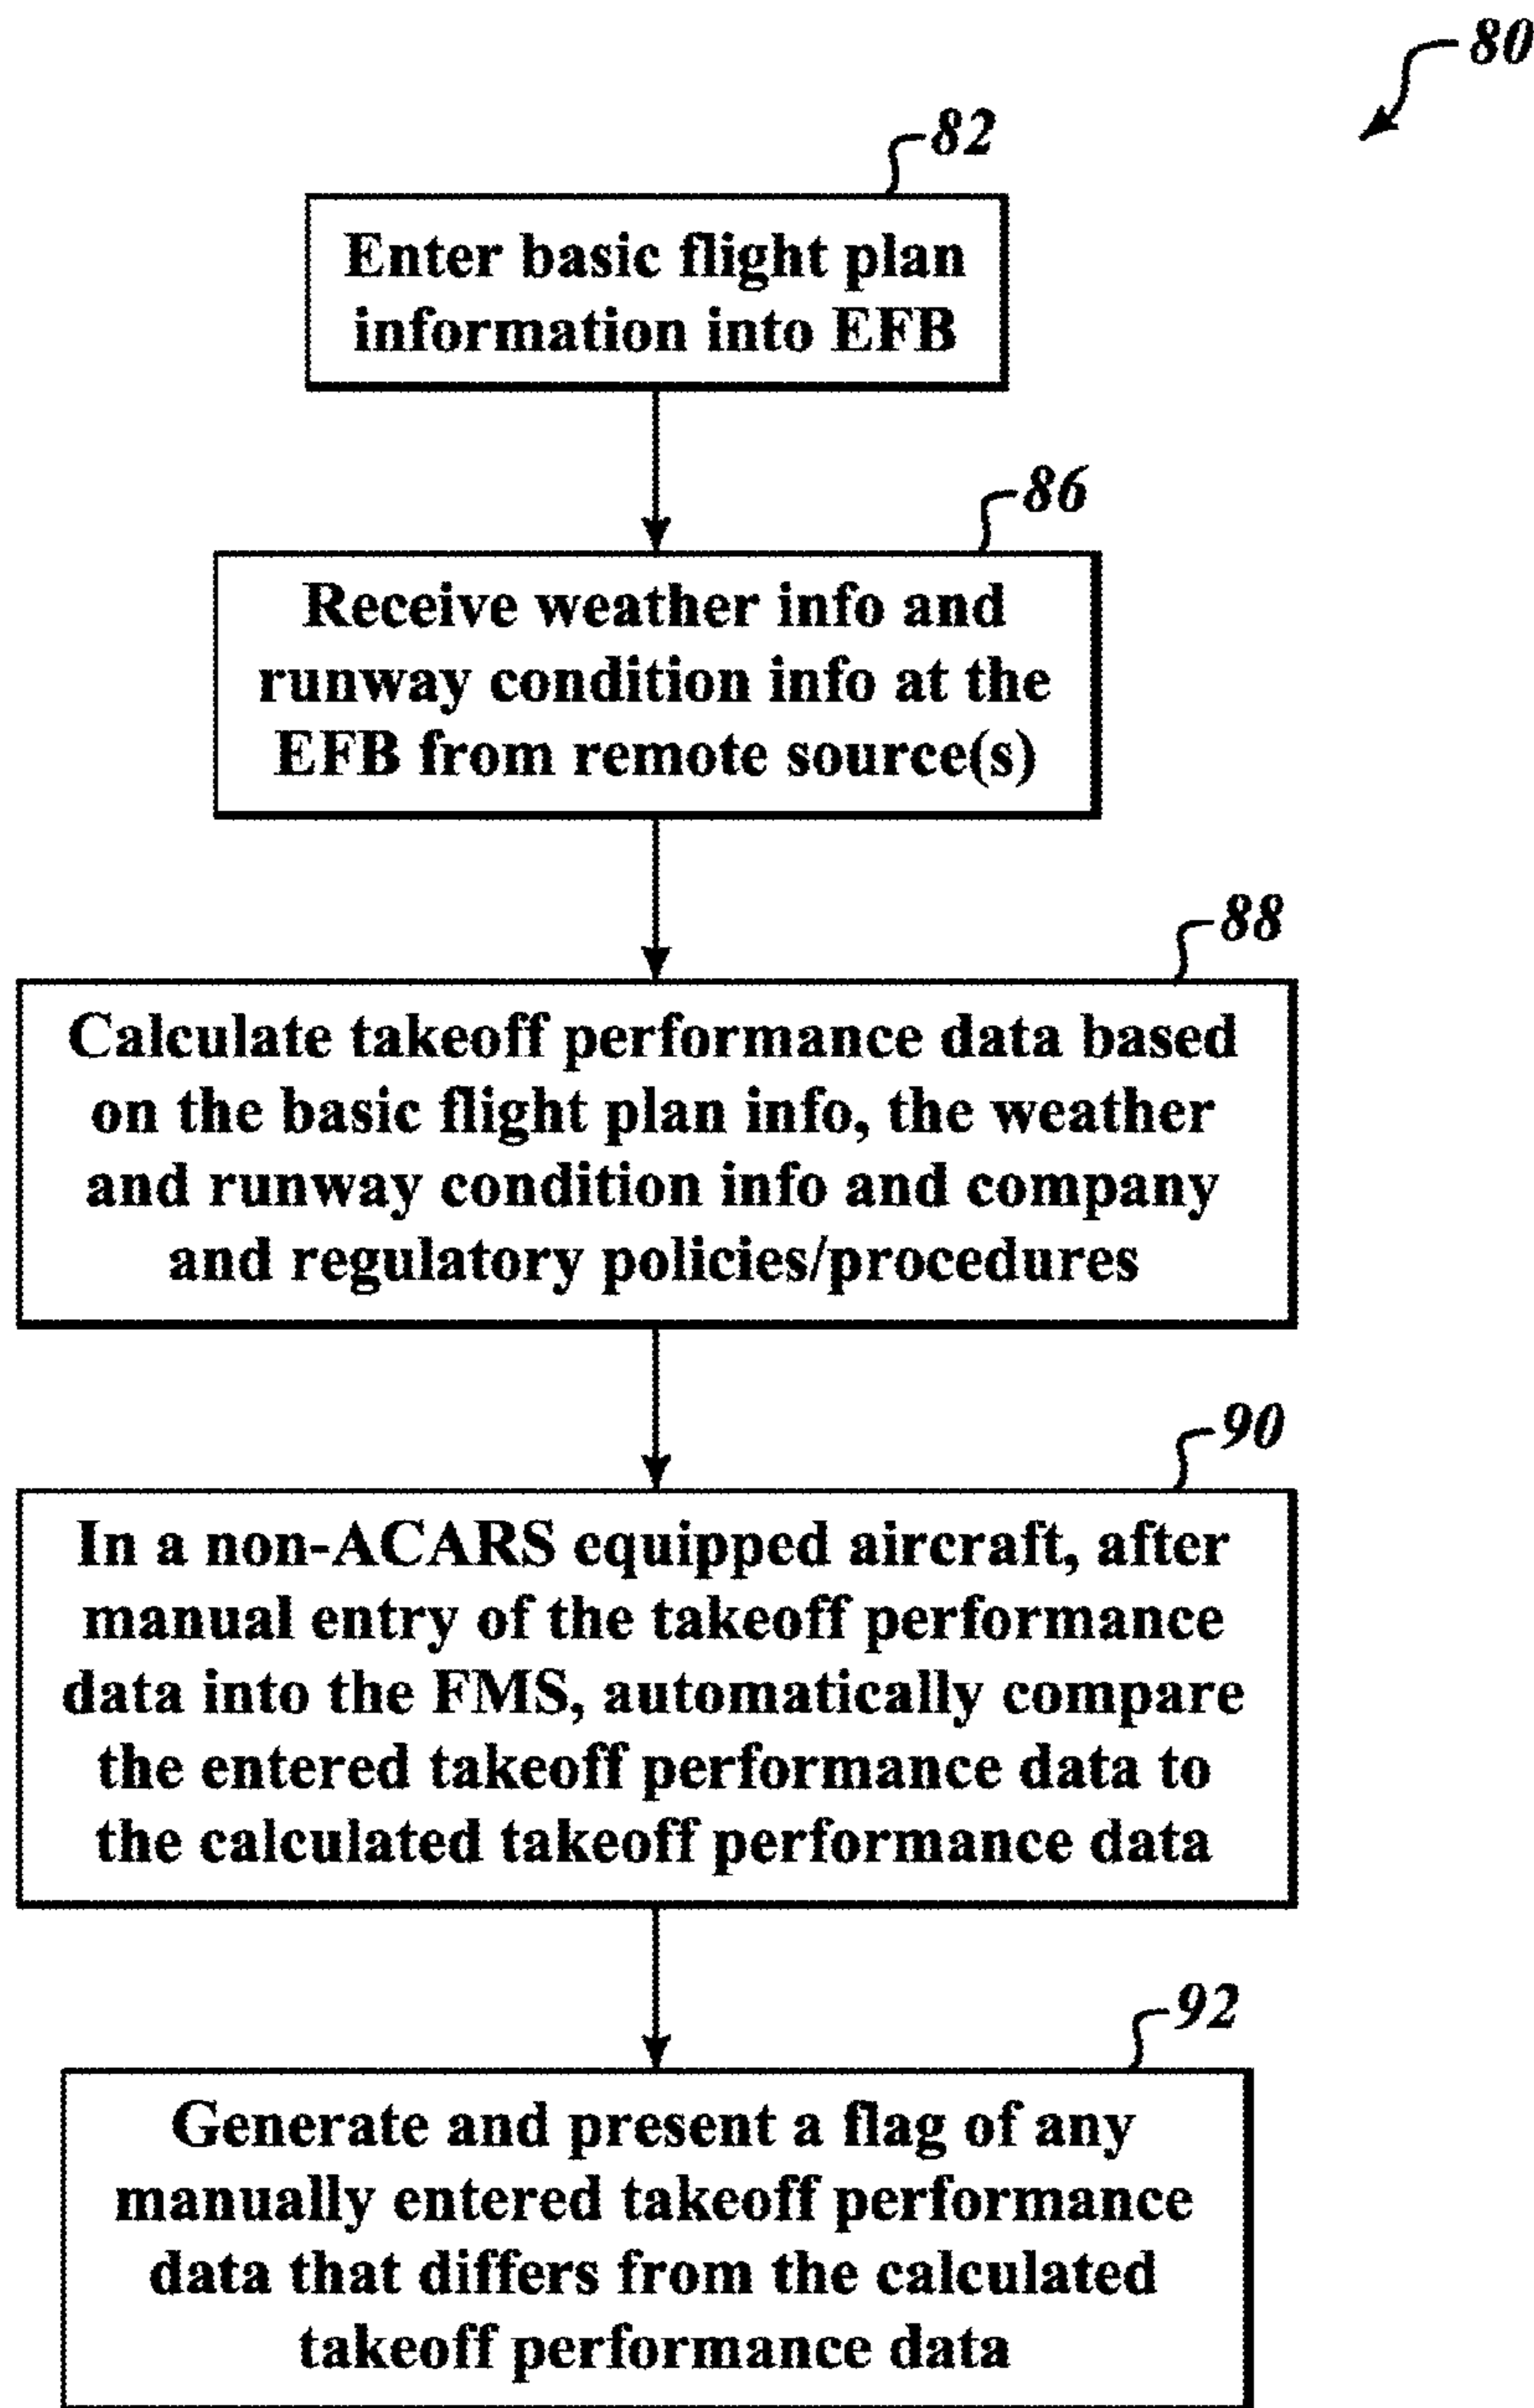 80
82
Enter basic flight plan
information into EFB
86
Receive weather info and
runway condition info at the
EFB from remote source(s)
88
Calculate takeoff performance data based
on the basic flight plan info, the weather
and runway condition info and company
and regulatory policies/procedures
90
In a non-ACARS equipped aircraft, after
manual entry of the takeoff performance
data into the FMS, automatically compare
the entered takeoff performance data to
the calculated takeoff performance data
92
Generate and present a flag of any
manually entered takeoff performance
data that differs from the calculated
takeoff performance data